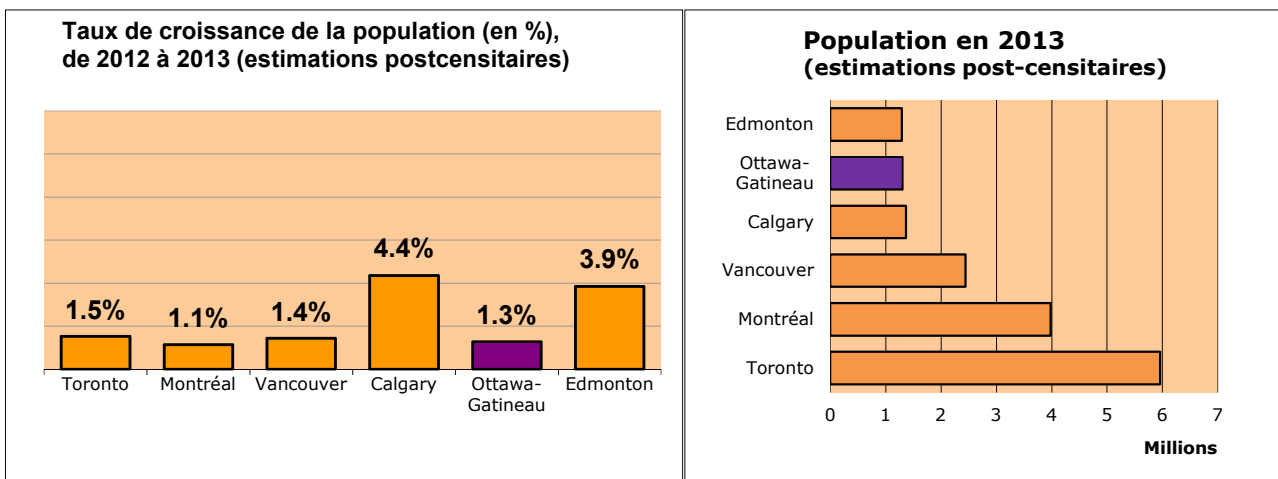 Taux de croissance de la population (en %),
de 2012 à 2013 (estimations postcensitaires)
1.5%
1.1%
1.4%
4.4%
1.3%
3.9%
Toronto
Montréal
Vancouver
Calgary
Ottawa-
Gatineau
Edmonton
Population en 2013
(estimations post-censitaires)
Edmonton
Ottawa-
Gatineau
Calgary
Vancouver
Montréal
Toronto
0 1 2 3 4 5 6 7
Millions